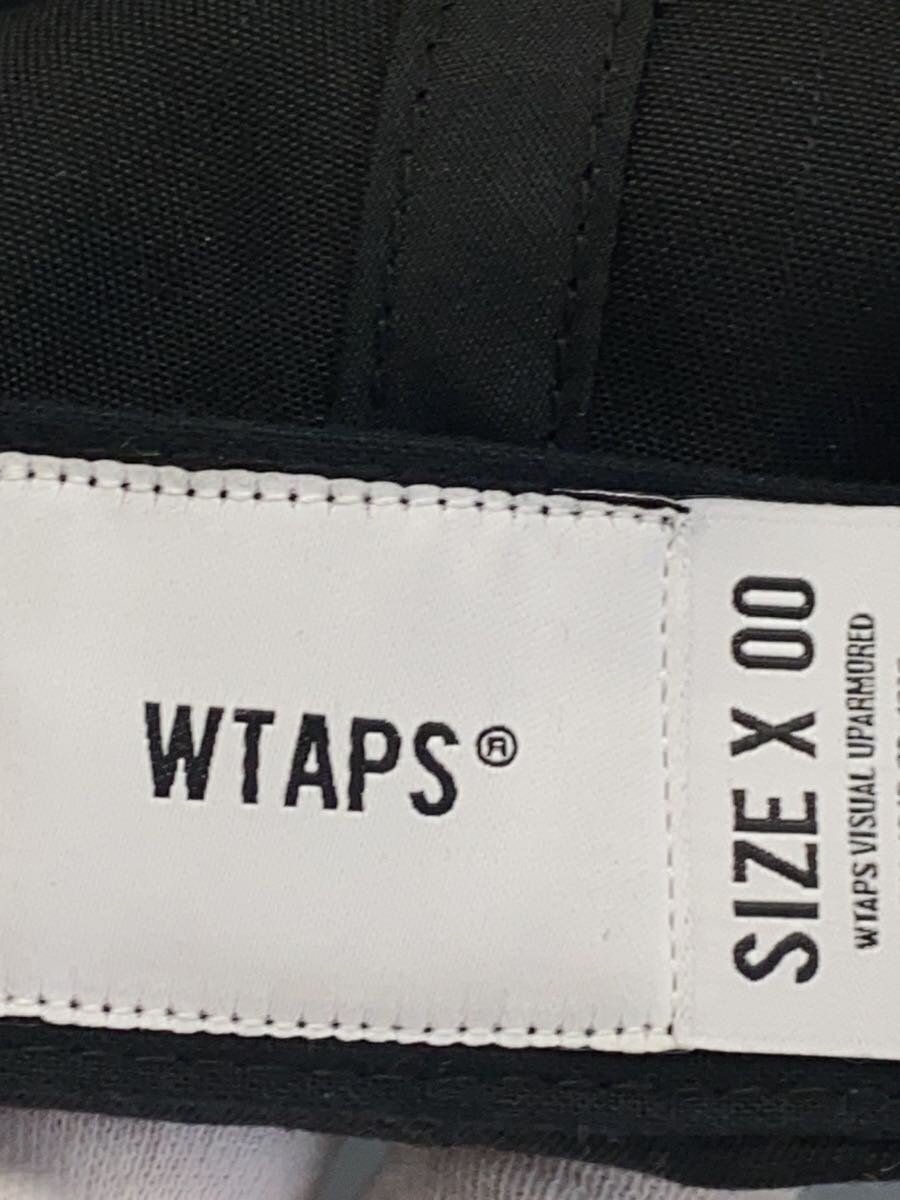 WTAPS®
SIZE X 00
WTAPS VISUAL UPARMORED